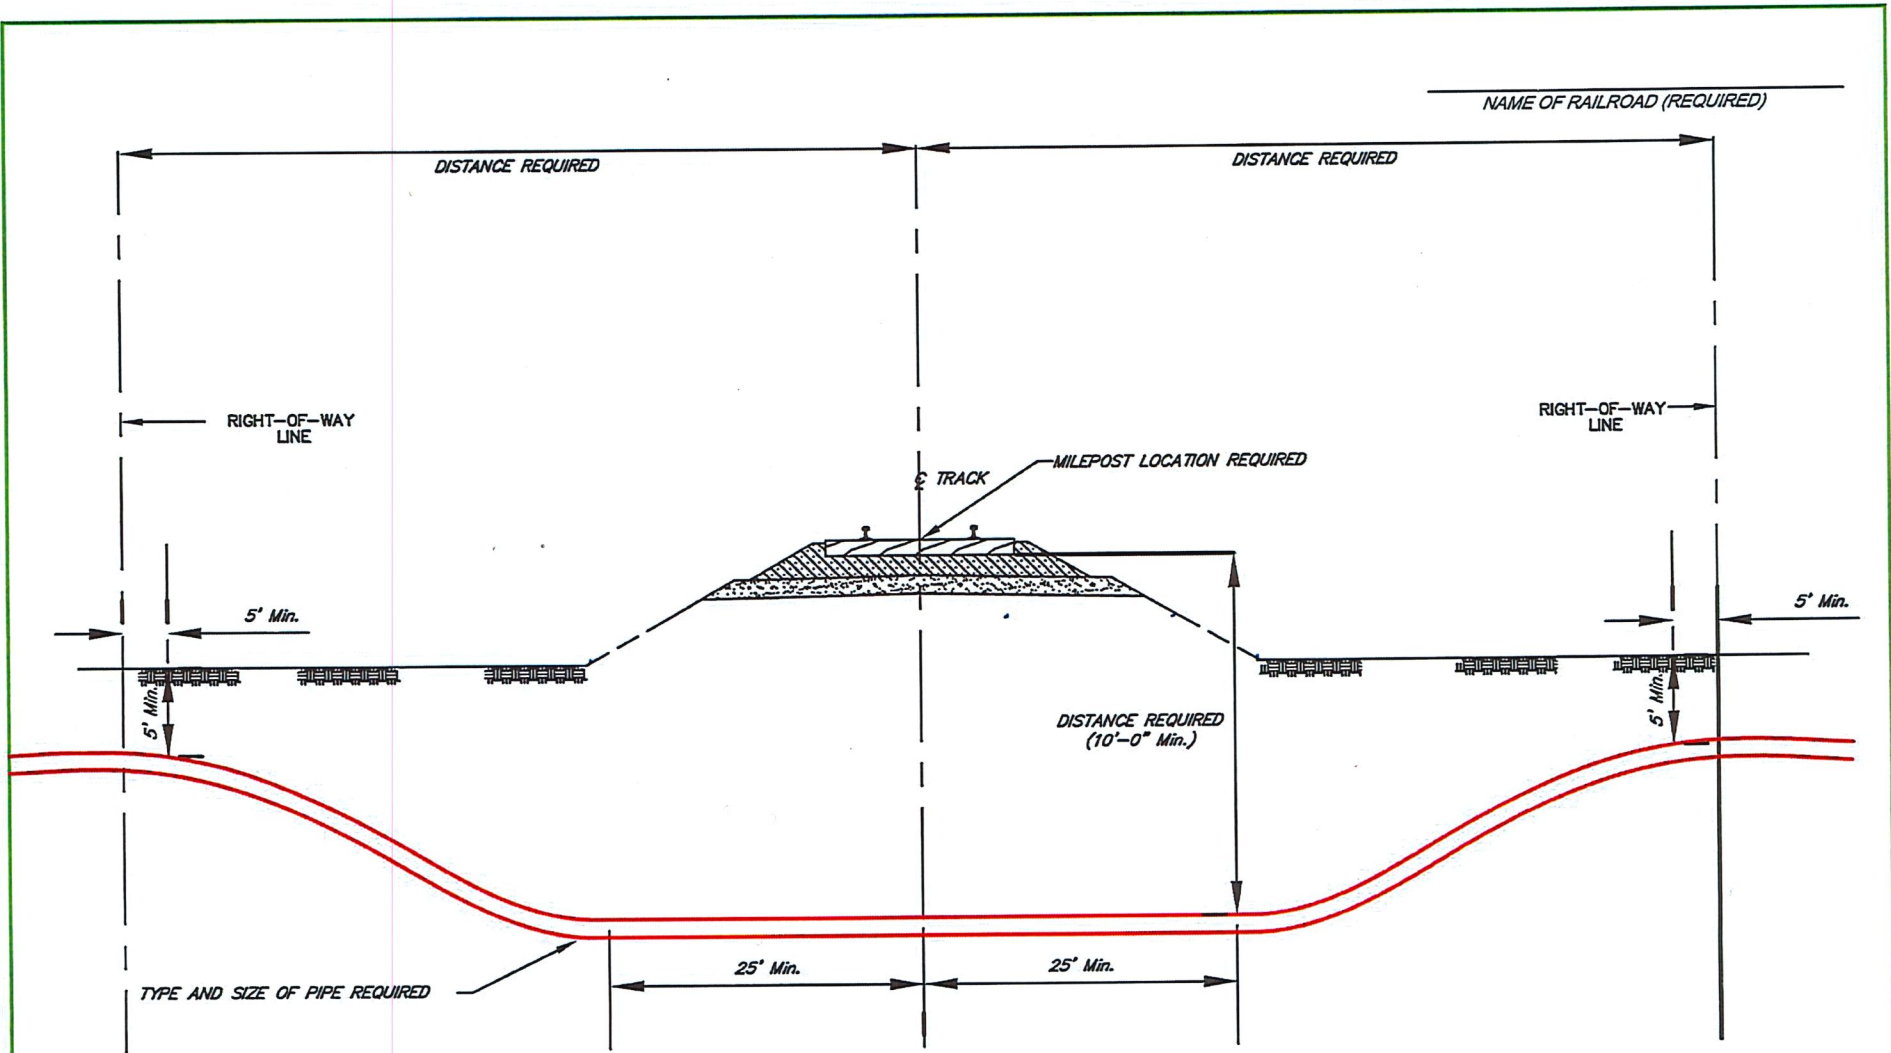 NAME OF RAILROAD (REQUIRED)
DISTANCE REQUIRED
DISTANCE REQUIRED
RIGHT-OF-WAY
LINE
RIGHT-OF-WAY
LINE
MILEPOST LOCATION REQUIRED
℄ TRACK
5' Min.
5' Min.
5' Min.
5' Min.
DISTANCE REQUIRED
(10'-0" Min.)
25' Min.
25' Min.
TYPE AND SIZE OF PIPE REQUIRED